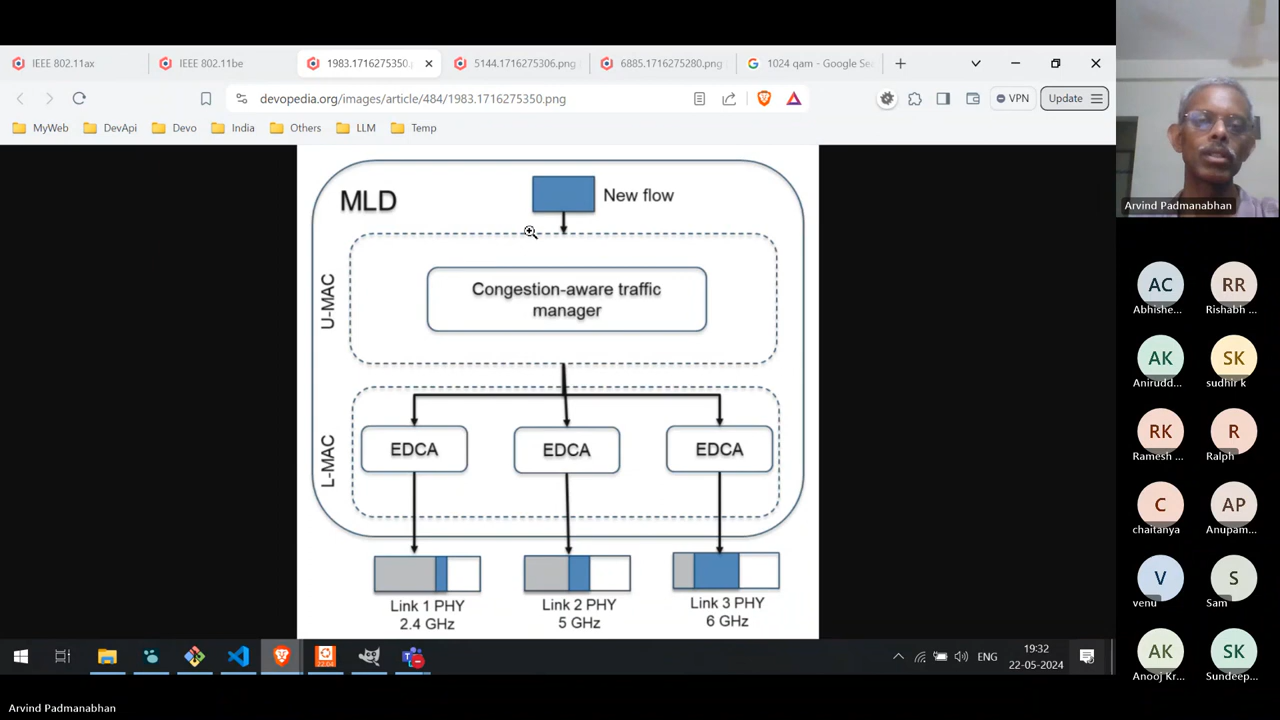 IEEE 802.11ax
IEEE 802.11be
1983.1716275350.
5144.1716275306.png
6885.1716275280.png
1024 qam - Google Sea
devopedia.org/images/article/484/1983.1716275350.png
VPN
Update
MyWeb
DevApi
Devo
India
Others
LLM
Temp
MLD
New flow
U-MAC
Congestion-aware traffic
manager
L-MAC
EDCA
EDCA
EDCA
Link 1 PHY
2.4 GHz
Link 2 PHY
5 GHz
Link 3 PHY
6 GHz
22.04
ENG
19:32
22-05-2024
Arvind Padmanabhan
Arvind Padmanabhan
AC
Abhishe...
RR
Rishabh ...
AK
Anirudd...
SK
sudhir k
RK
Ramesh ...
R
Ralph
C
chaitanya
AP
Anupam...
V
venu
S
Sam
AK
Anooj Kr...
SK
Sundeep...